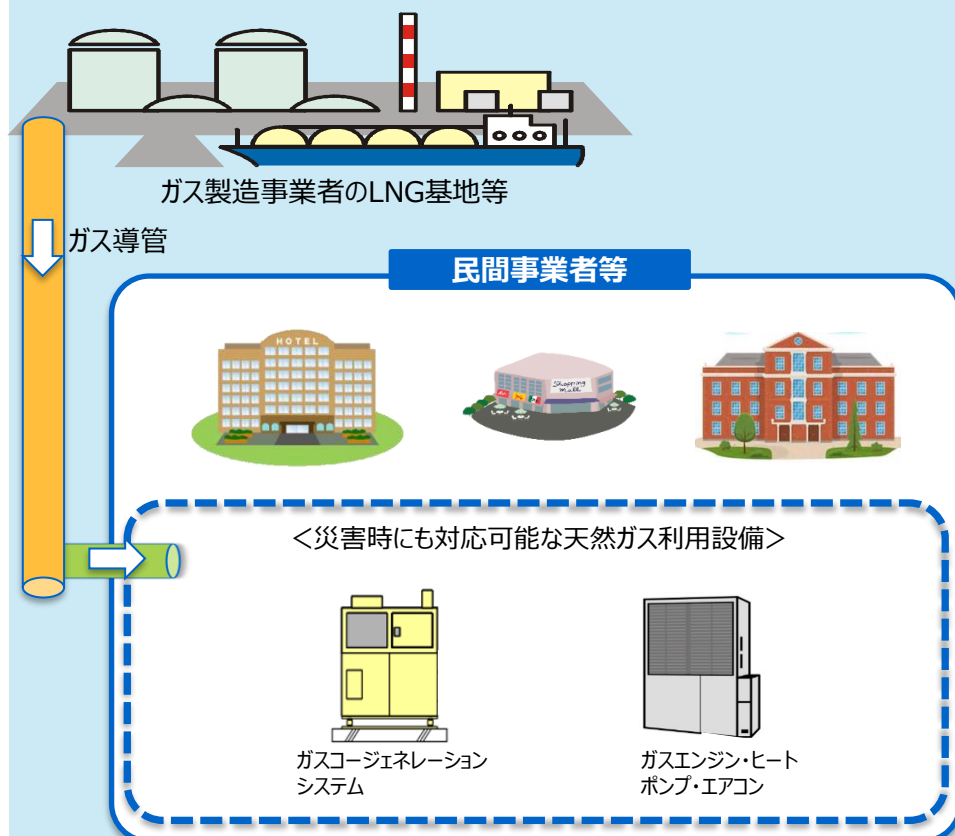 ガス製造事業者のLNG基地等
ガス導管
民間事業者等
HOTEL
Shopping
Mall
＜災害時にも対応可能な天然ガス利用設備＞
ガスコージェネレーション
システム
ガスエンジン・ヒート
ポンプ・エアコン